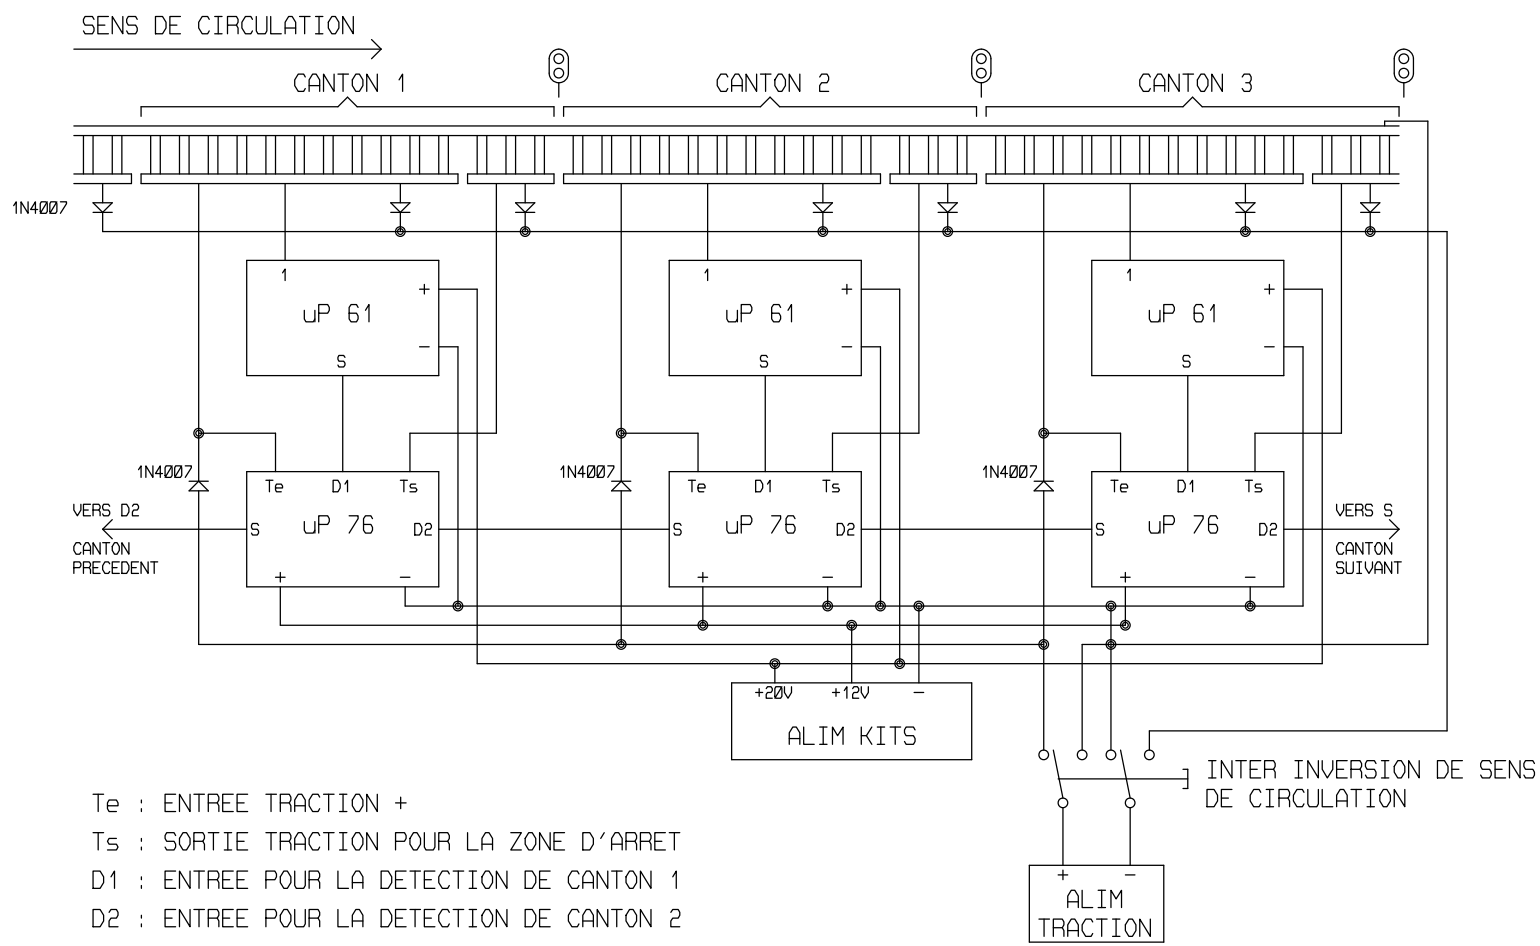 SENS DE CIRCULATION
CANTON 1
CANTON 2
CANTON 3
1N4007
1
+
uP 61
–
S
1
+
uP 61
–
S
1
+
uP 61
–
S
1N4007
Te D1 Ts
S uP 76 D2
+ –
1N4007
Te D1 Ts
S uP 76 D2
+ –
1N4007
Te D1 Ts
S uP 76 D2
+ –
VERS D2
CANTON
PRECEDENT
VERS S
CANTON
SUIVANT
+20V +12V –
ALIM KITS
INTER INVERSION DE SENS
DE CIRCULATION
+ –
ALIM
TRACTION
Te : ENTREE TRACTION +
Ts : SORTIE TRACTION POUR LA ZONE D'ARRET
D1 : ENTREE POUR LA DETECTION DE CANTON 1
D2 : ENTREE POUR LA DETECTION DE CANTON 2